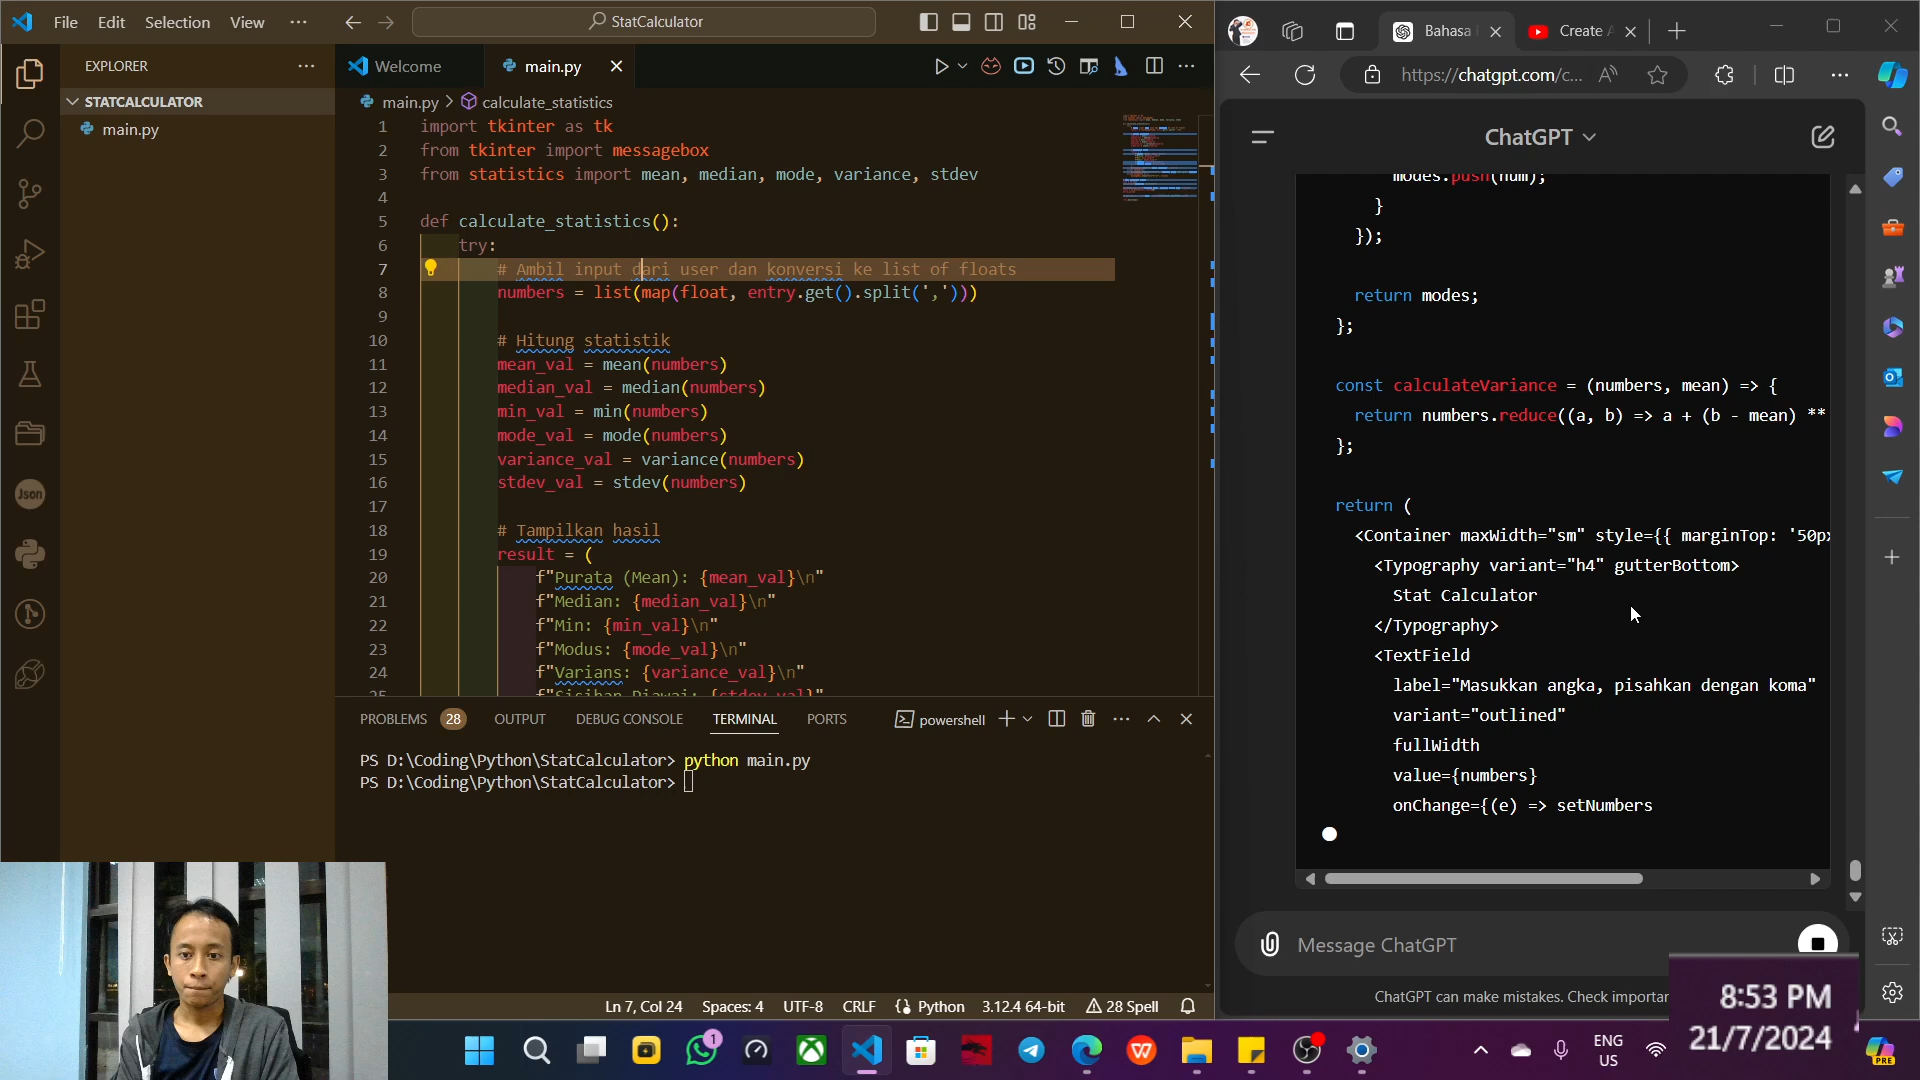 File Edit Selection View ···
StatCalculator
EXPLORER ···
STATCALCULATOR
main.py
Welcome
main.py
main.py > calculate_statistics
1 import tkinter as tk
2 from tkinter import messagebox
3 from statistics import mean, median, mode, variance, stdev
4
5 def calculate_statistics():
6 try:
7 # Ambil input dari user dan konversi ke list of floats
8 numbers = list(map(float, entry.get().split(',')))
9
10 # Hitung statistik
11 mean_val = mean(numbers)
12 median_val = median(numbers)
13 min_val = min(numbers)
14 mode_val = mode(numbers)
15 variance_val = variance(numbers)
16 stdev_val = stdev(numbers)
17
18 # Tampilkan hasil
19 result = (
20 f"Purata (Mean): {mean_val}\n"
21 f"Median: {median_val}\n"
22 f"Min: {min_val}\n"
23 f"Modus: {mode_val}\n"
24 f"Varians: {variance_val}\n"
25 f"Sisihan Piawai: {stdev_val}"
PROBLEMS 28 OUTPUT DEBUG CONSOLE TERMINAL PORTS powershell
PS D:\Coding\Python\StatCalculator> python main.py
PS D:\Coding\Python\StatCalculator>
Json
Ln 7, Col 24 Spaces: 4 UTF-8 CRLF {} Python 3.12.4 64-bit 28 Spell
Bahasa
Create A
https://chatgpt.com/c...
ChatGPT
modes.push(num);
}
});
return modes;
};
const calculateVariance = (numbers, mean) => {
return numbers.reduce((a, b) => a + (b - mean) **
};
return (
<Container maxWidth="sm" style={{ marginTop: '50px
<Typography variant="h4" gutterBottom>
Stat Calculator
</Typography>
<TextField
label="Masukkan angka, pisahkan dengan koma"
variant="outlined"
fullWidth
value={numbers}
onChange={(e) => setNumbers
Message ChatGPT
ChatGPT can make mistakes. Check importan
8:53 PM
21/7/2024
1
ENG
US
PRE